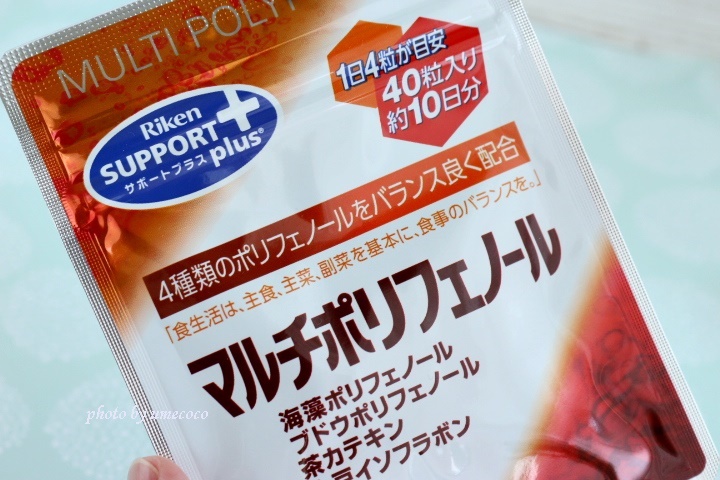 MULTI POLY
Riken
SUPPORT
plus®
サポートプラス
1日4粒が目安
40粒入り
約10日分
4種類のポリフェノールをバランス良く配合
「食生活は、主食、主菜、副菜を基本に、食事のバランスを。」
マルチポリフェノール
海藻ポリフェノール
ブドウポリフェノール
茶カテキン
イソフラボン
photo by umecoco